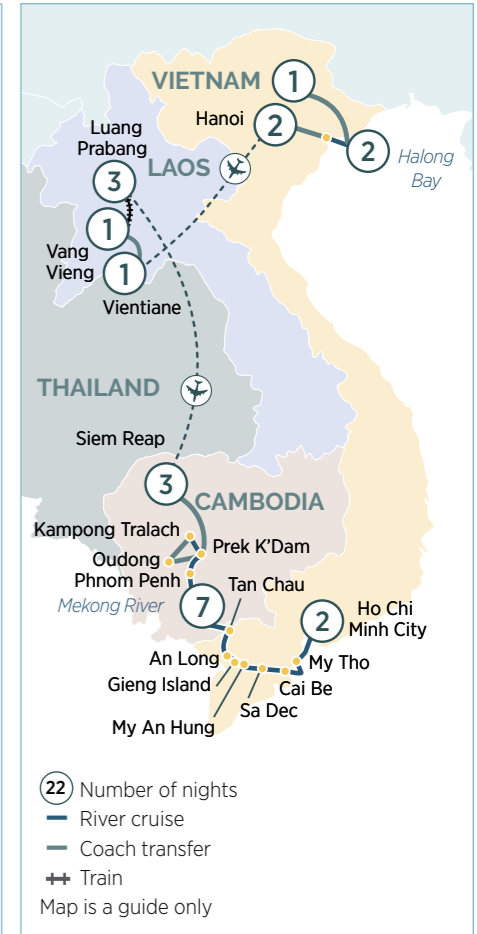 VIETNAM
1
Hanoi
2
2
Halong
Bay
Luang
Prabang
LAOS
3
1
Vang
Vieng
1
Vientiane
THAILAND
Siem Reap
3
CAMBODIA
Kampong Tralach
Prek K'Dam
Oudong
Phnom Penh
Tan Chau
Mekong River
7
2
Ho Chi
Minh City
An Long
My Tho
Gieng Island
Cai Be
Sa Dec
My An Hung
22 Number of nights
River cruise
Coach transfer
Train
Map is a guide only